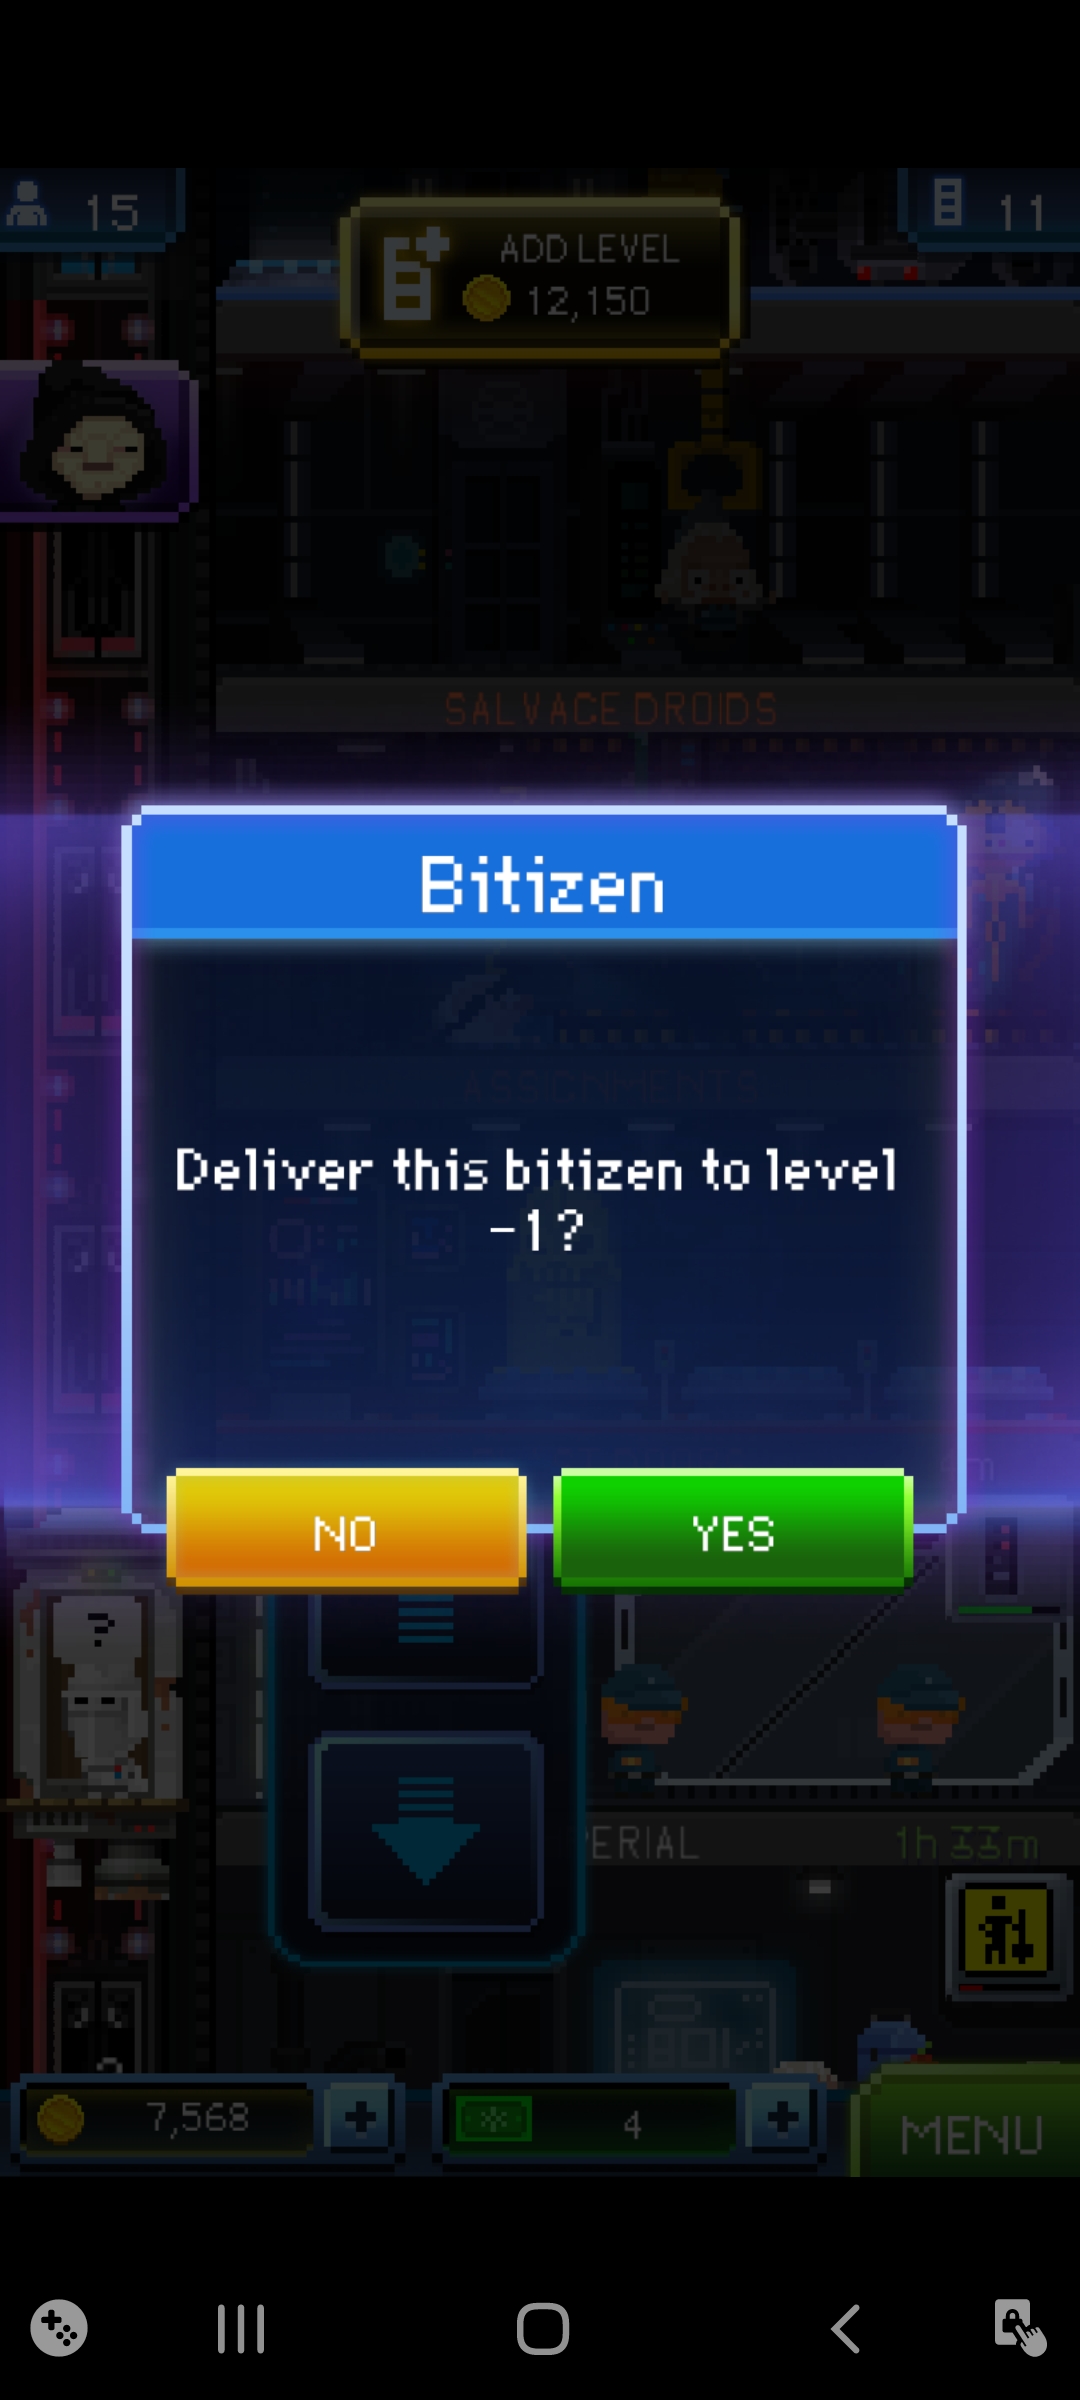 15
ADD LEVEL
12,150
11
SALVAGE DROIDS
Bitizen
ASSIGNMENTS
Deliver this bitizen to level
-1?
NO
YES
?
ERIAL
1h 33m
7,568
4
MENU